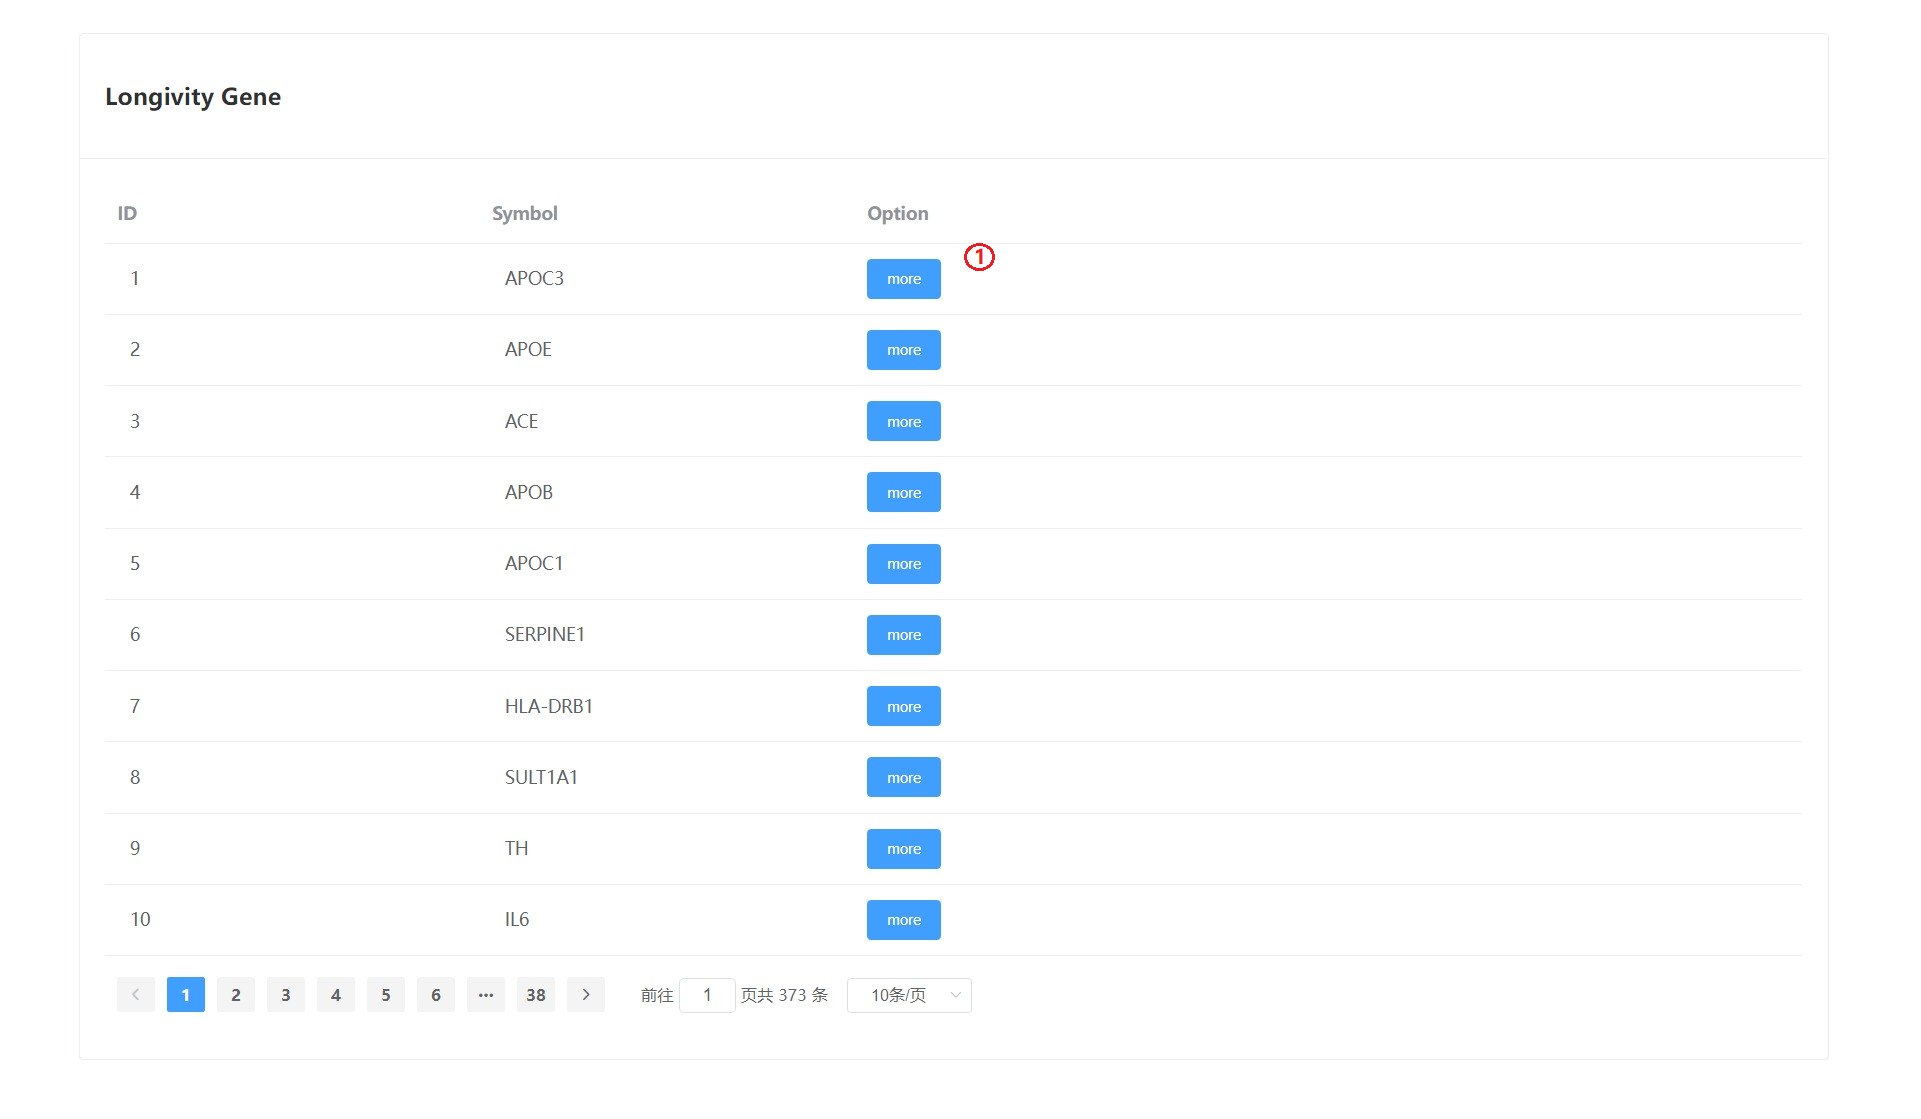 Longivity Gene
ID Symbol Option
①
1 APOC3 more
2 APOE more
3 ACE more
4 APOB more
5 APOC1 more
6 SERPINE1 more
7 HLA-DRB1 more
8 SULT1A1 more
9 TH more
10 IL6 more
1 2 3 4 5 6 ··· 38 前往 1 页共 373 条 10条/页